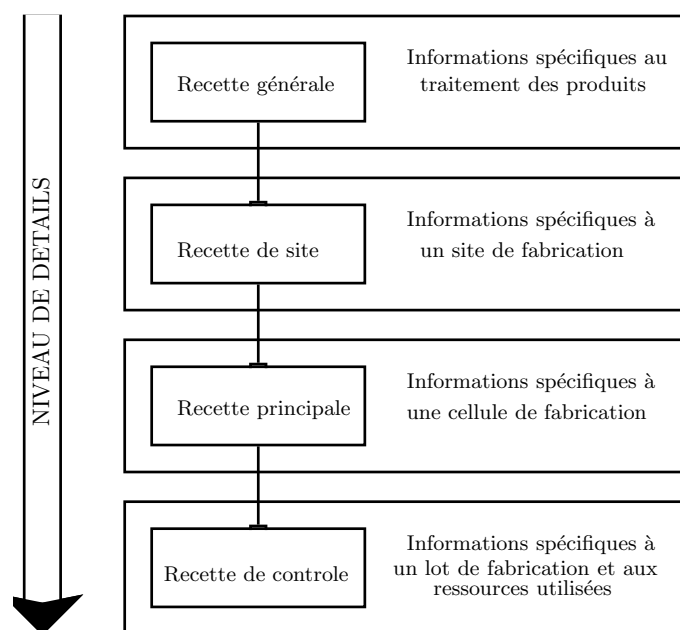 NIVEAU DE DETAILS
Recette générale
Informations spécifiques au
traitement des produits
Recette de site
Informations spécifiques à
un site de fabrication
Recette principale
Informations spécifiques à
une cellule de fabrication
Recette de controle
Informations spécifiques à
un lot de fabrication et aux
ressources utilisées